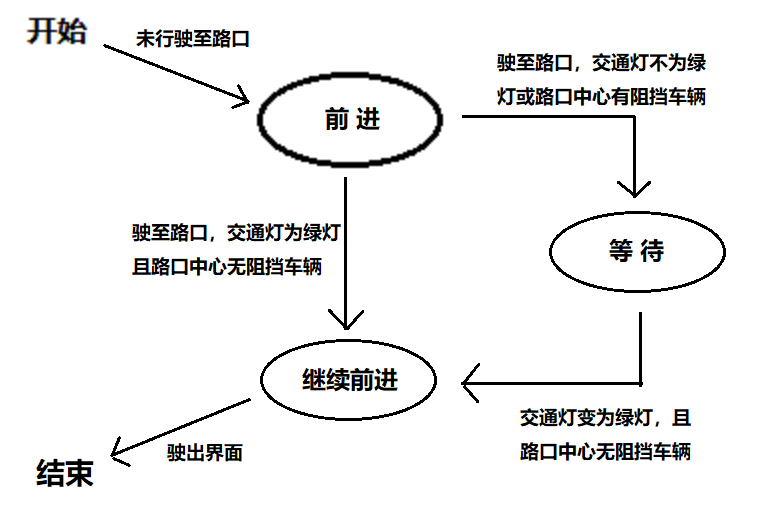 开始
未行驶至路口
驶至路口，交通灯不为绿
灯或路口中心有阻挡车辆
前 进
驶至路口，交通灯为绿灯
且路口中心无阻挡车辆
等 待
继续前进
交通灯变为绿灯，且
路口中心无阻挡车辆
驶出界面
结束